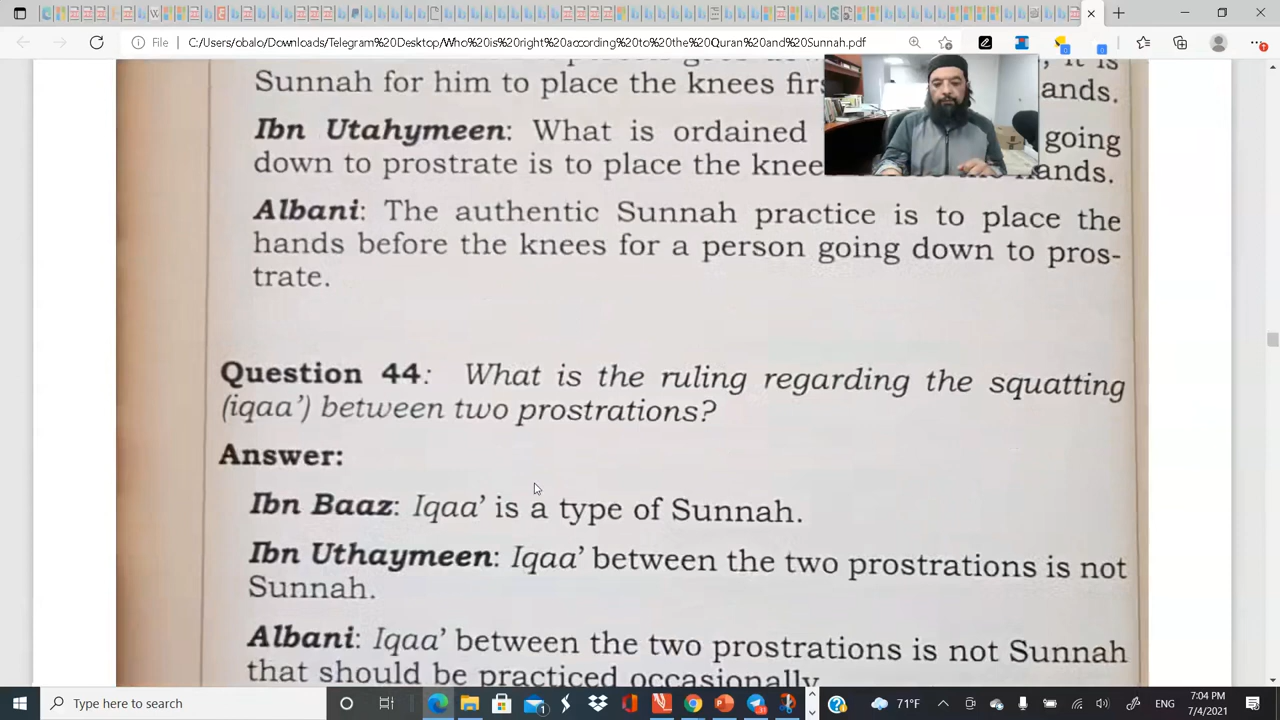 File
C:/Users/obalo/Downloads/Telegram%20Desktop/Who%20is%20right%20according%20to%20the%20Quran%20and%20Sunnah.pdf
it is
Sunnah for him to place the knees ands.
Ibn Utahymeen: What is ordained going
down to prostrate is to place the ands.
Albani: The authentic Sunnah practice is to place the
hands before the knees for a person going down to pros-
trate.
Question 44: What is the ruling regarding the squatting
(iqaa’) between two prostrations?
Answer:
Ibn Baaz: Iqaa’ is a type of Sunnah.
Ibn Uthaymeen: Iqaa’ between the two prostrations is not
Sunnah.
Albani: Iqaa’ between the two prostrations is not Sunnah
that should be practiced occasionally
Type here to search
71°F
ENG
7:04 PM
7/4/2021